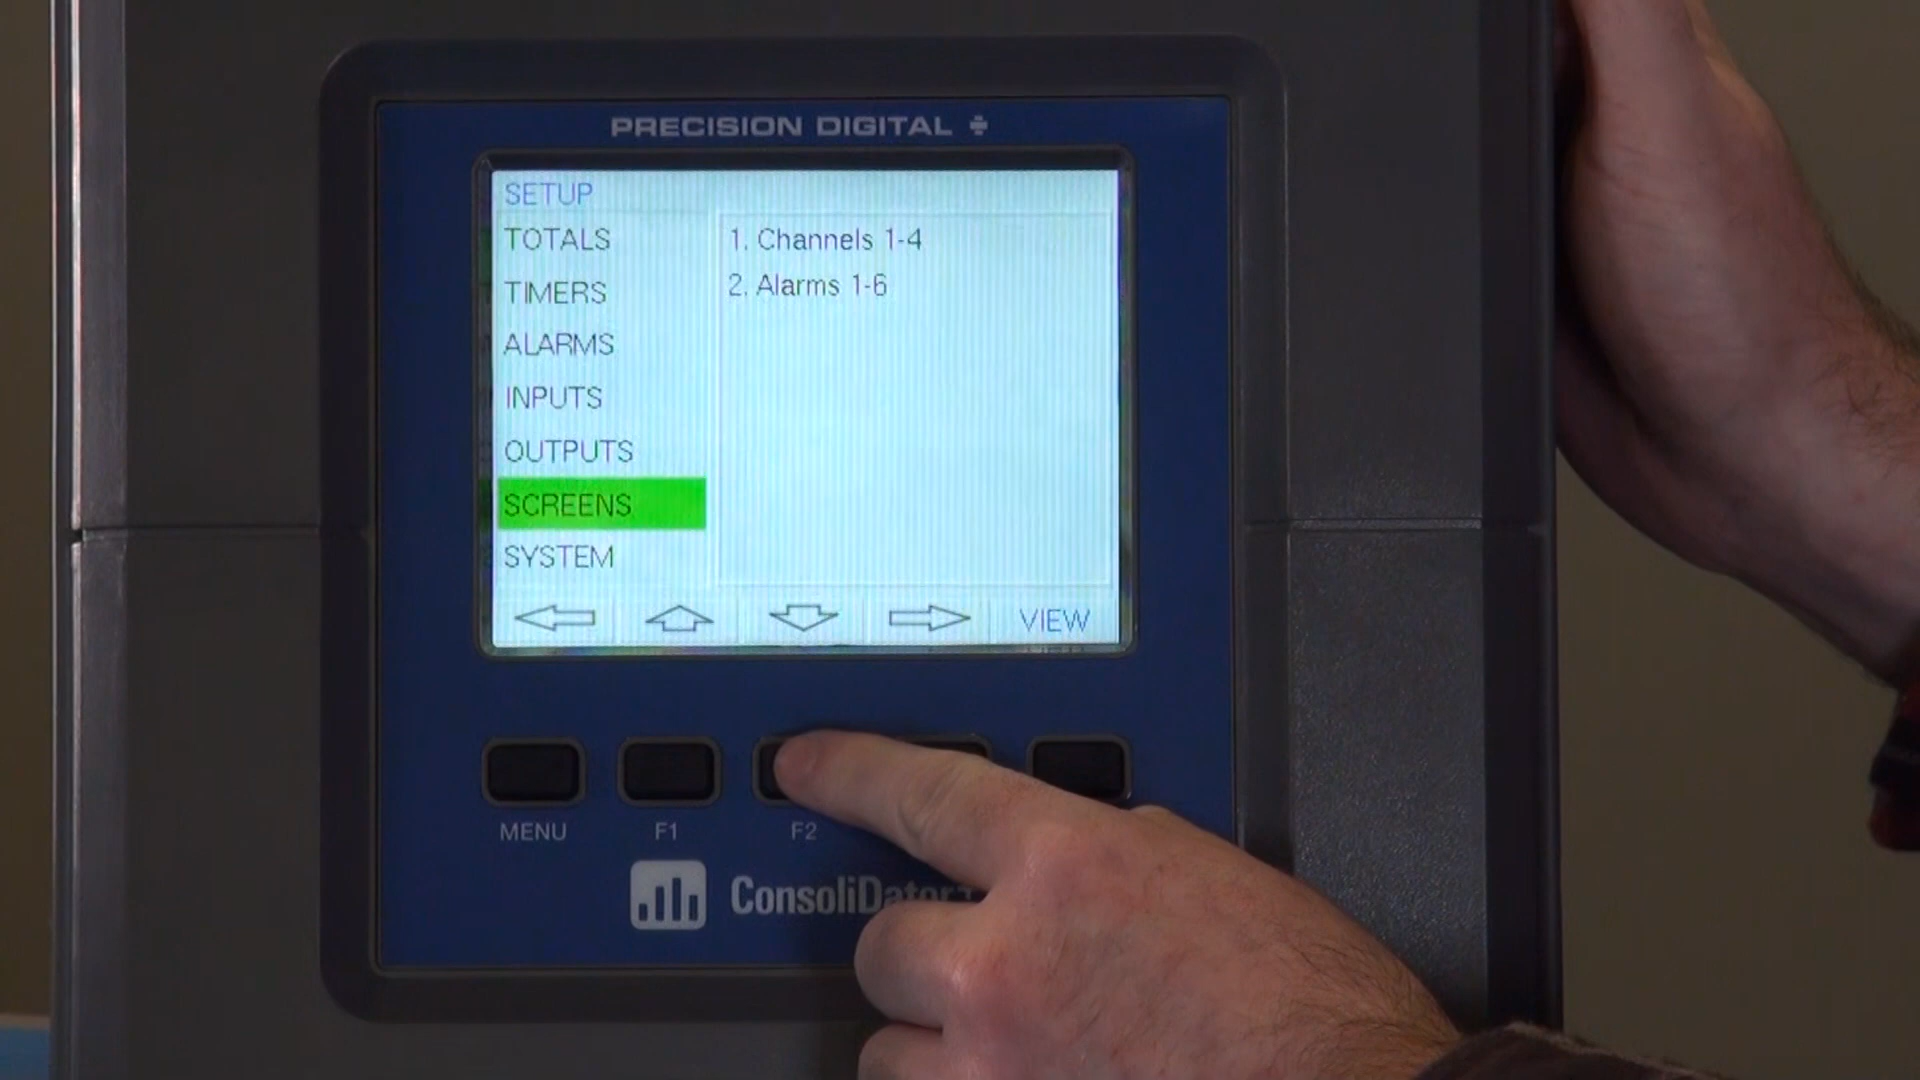 PRECISION DIGITAL
SETUP
TOTALS
TIMERS
ALARMS
INPUTS
OUTPUTS
SCREENS
SYSTEM
1. Channels 1-4
2. Alarms 1-6
VIEW
MENU F1 F2
ConsoliDator